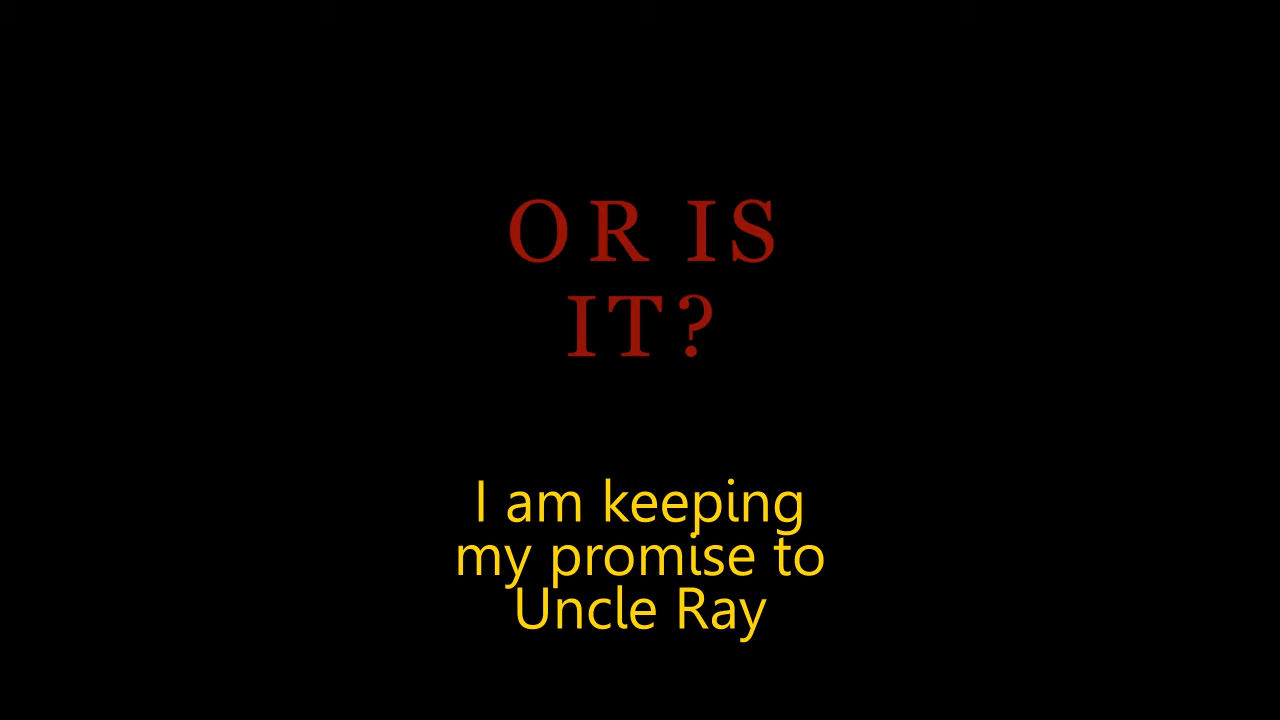 OR IS
IT?
I am keeping
my promise to
Uncle Ray